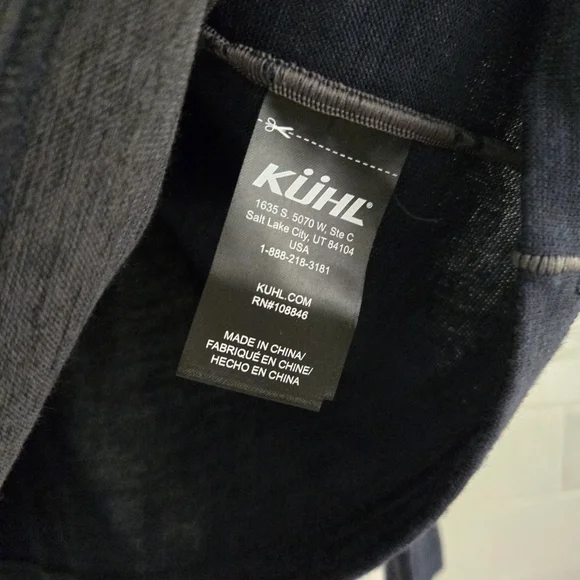 KÜHL®
1635 S. 5070 W, Ste C
Salt Lake City, UT 84104
USA
1-888-218-3181
KUHL.COM
RN#108846
MADE IN CHINA/
FABRIQUÉ EN CHINE/
HECHO EN CHINA